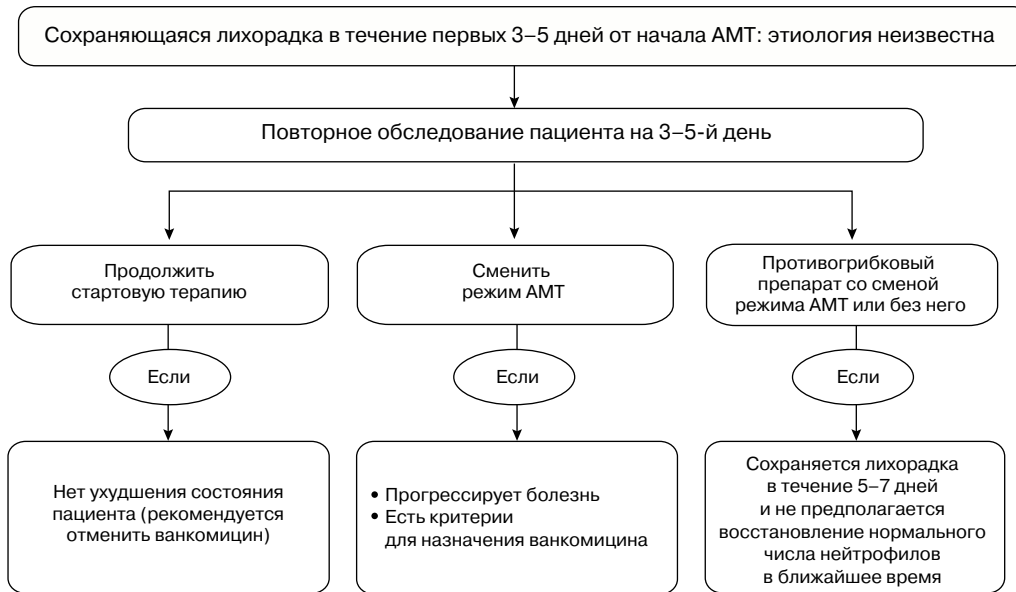 Сохраняющаяся лихорадка в течение первых 3–5 дней от начала АМТ: этиология неизвестна
Повторное обследование пациента на 3–5-й день
Продолжить
стартовую терапию
Сменить
режим АМТ
Противогрибковый
препарат со сменой
режима АМТ или без него
Если
Если
Если
Нет ухудшения состояния
пациента (рекомендуется
отменить ванкомицин)
• Прогрессирует болезнь
• Есть критерии
для назначения ванкомицина
Сохраняется лихорадка
в течение 5–7 дней
и не предполагается
восстановление нормального
числа нейтрофилов
в ближайшее время